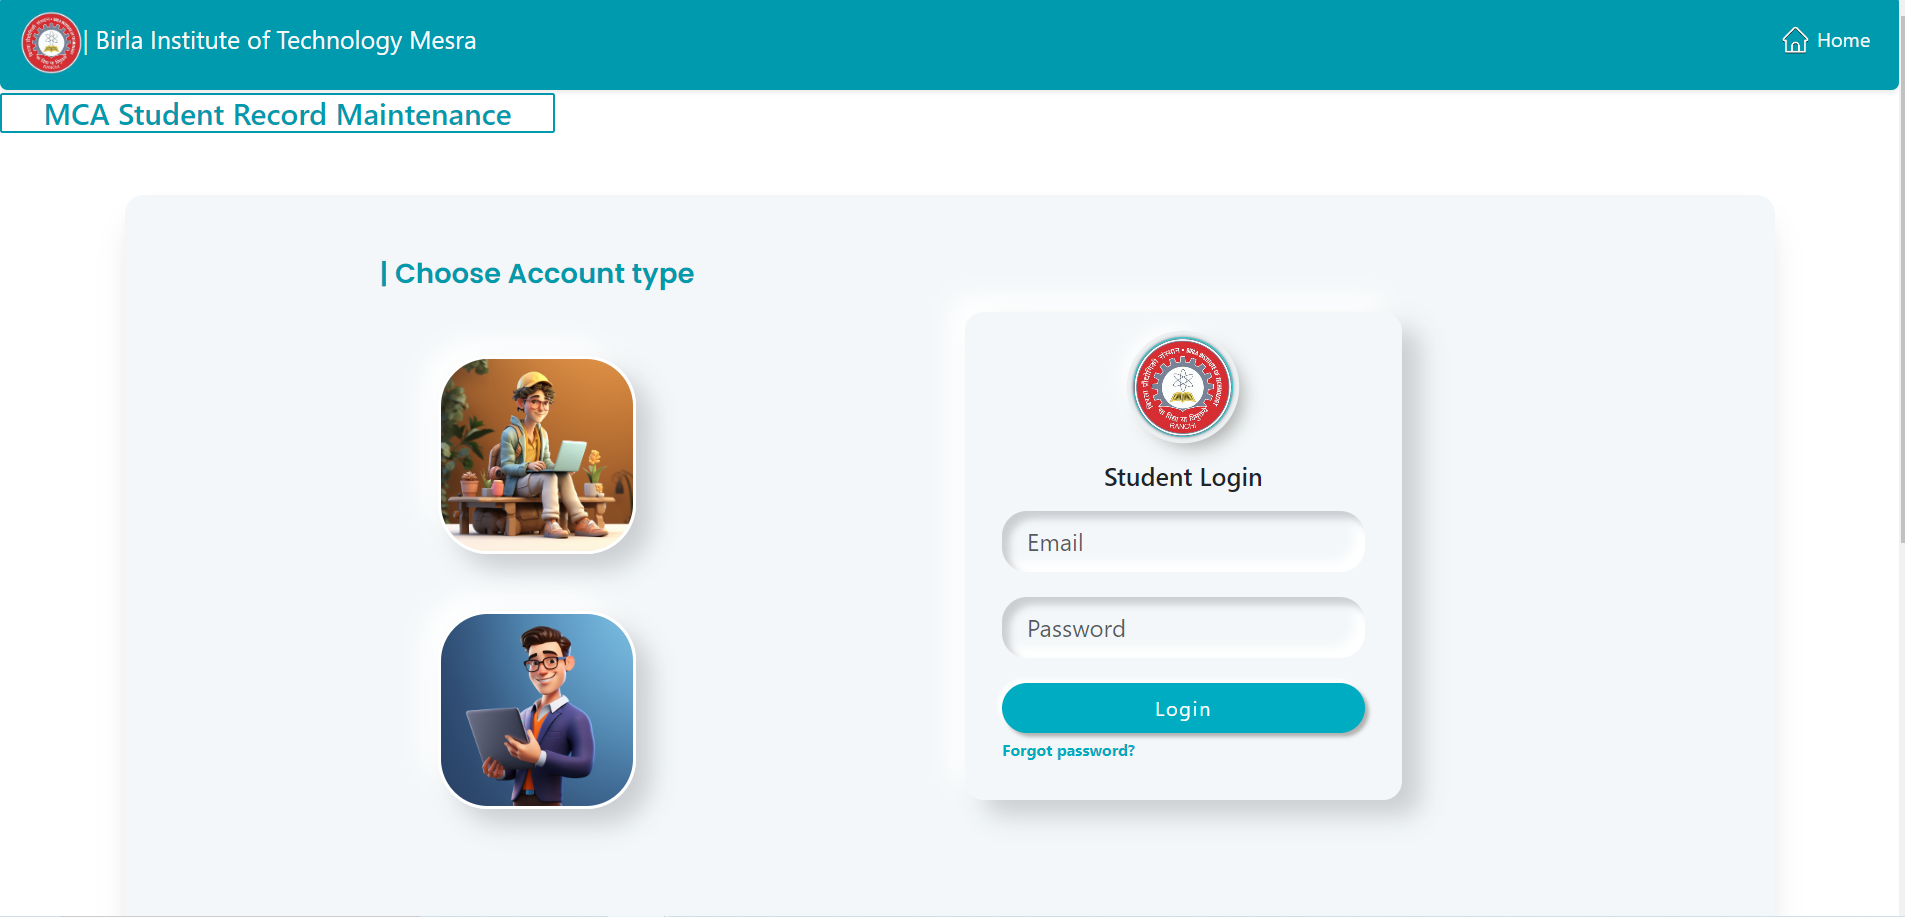 | Birla Institute of Technology Mesra
Home
MCA Student Record Maintenance
| Choose Account type
RANCHI
Student Login
Email
Password
Login
Forgot password?